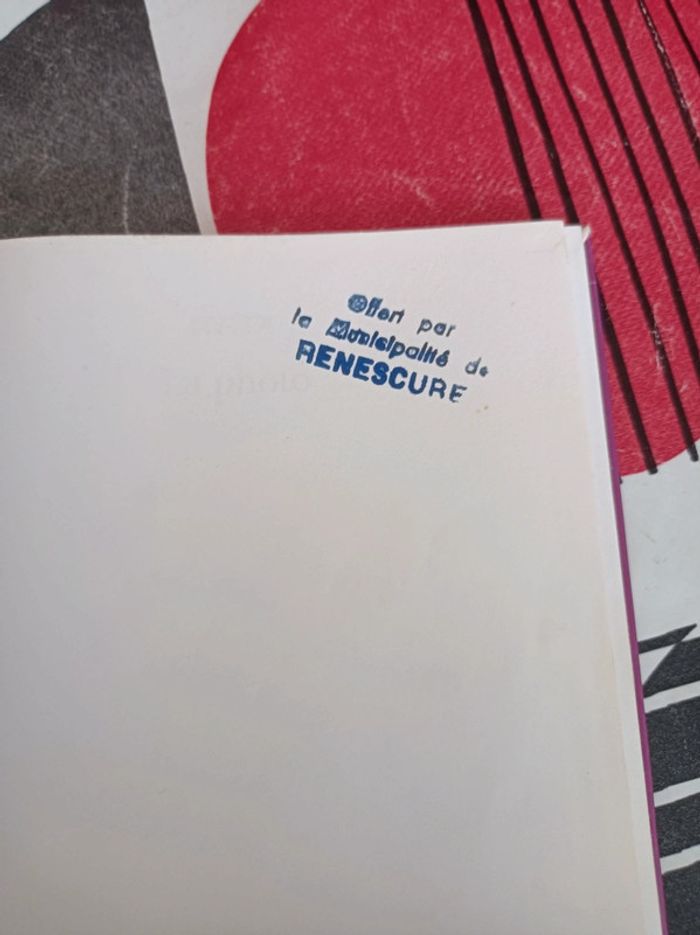 Offert par
la Municipalité de
RENESCURE